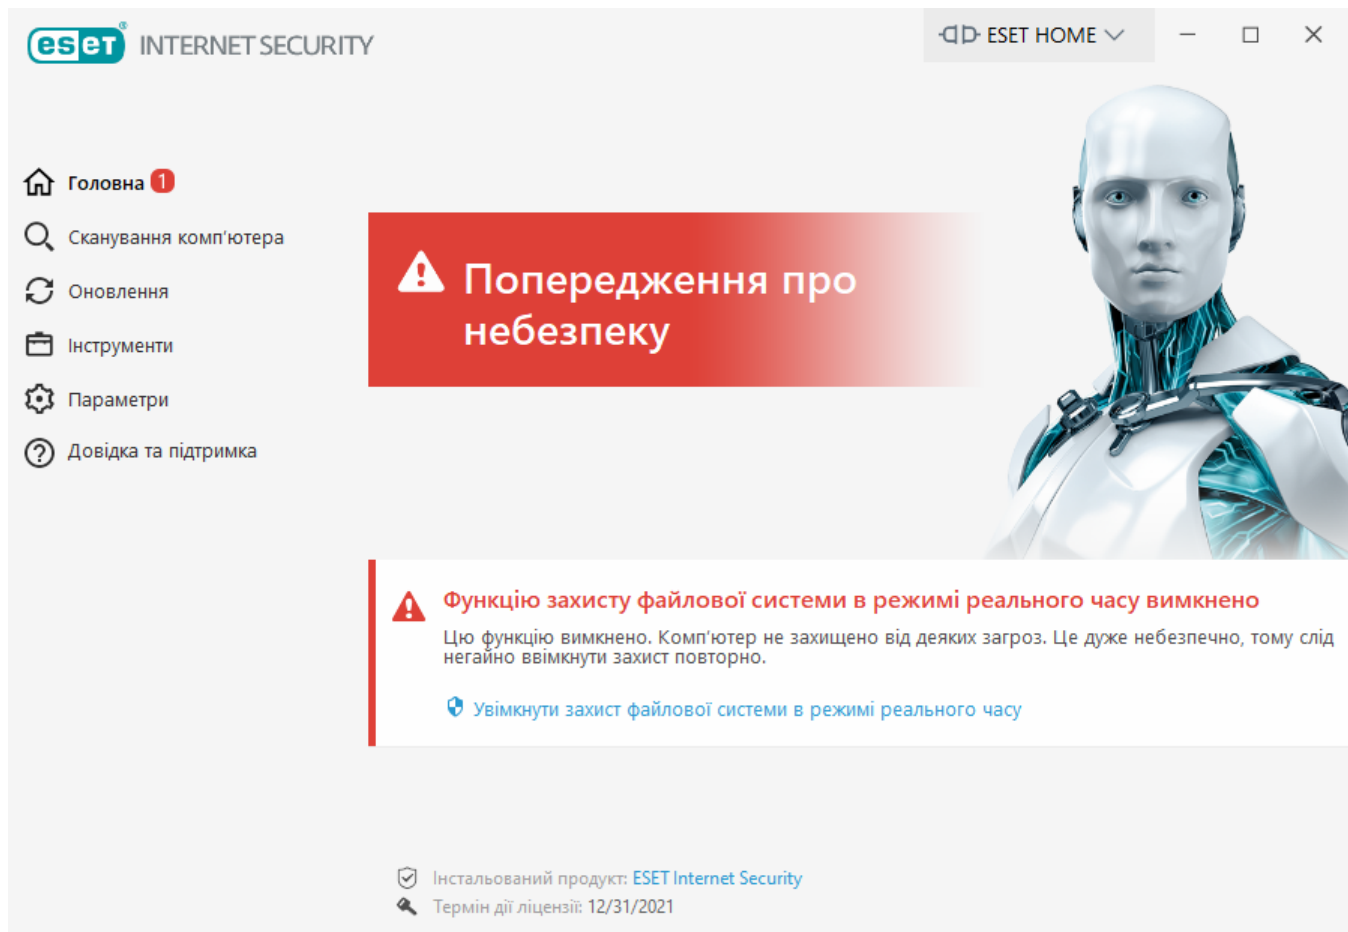 eset® INTERNET SECURITY
ESET HOME
Головна 1
Сканування комп'ютера
Оновлення
Інструменти
Параметри
Довідка та підтримка
Попередження про
небезпеку
Функцію захисту файлової системи в режимі реального часу вимкнено
Цю функцію вимкнено. Комп'ютер не захищено від деяких загроз. Це дуже небезпечно, тому слід
негайно ввімкнути захист повторно.
Увімкнути захист файлової системи в режимі реального часу
Інстальований продукт: ESET Internet Security
Термін дії ліцензії: 12/31/2021